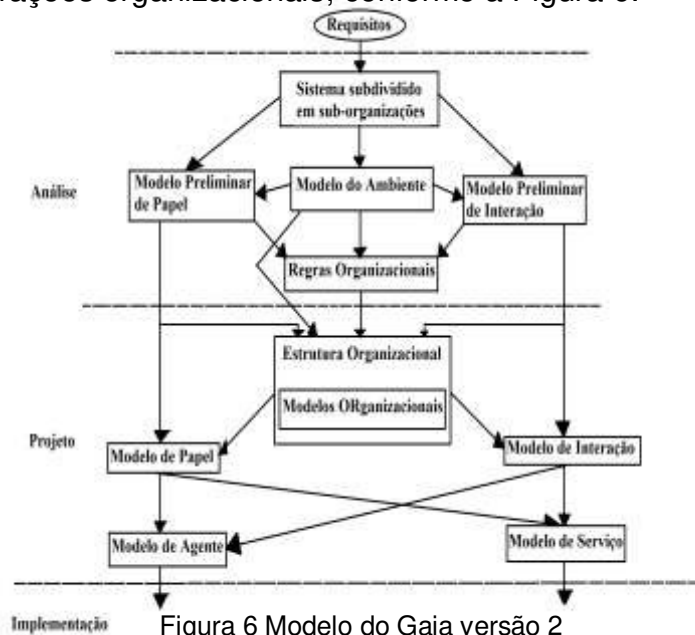 rações organizacionais, conforme a Figura 6.
Requisitos
Sistema subdividido
em sub-organizações
Análise
Modelo Preliminar
de Papel
Modelo do Ambiente
Modelo Preliminar
de Interação
Regras Organizacionais
Estrutura Organizacional
Modelos ORganizacionais
Projeto
Modelo de Papel
Modelo de Interação
Modelo de Agente
Modelo de Serviço
Implementação
Figura 6 Modelo do Gaia versão 2